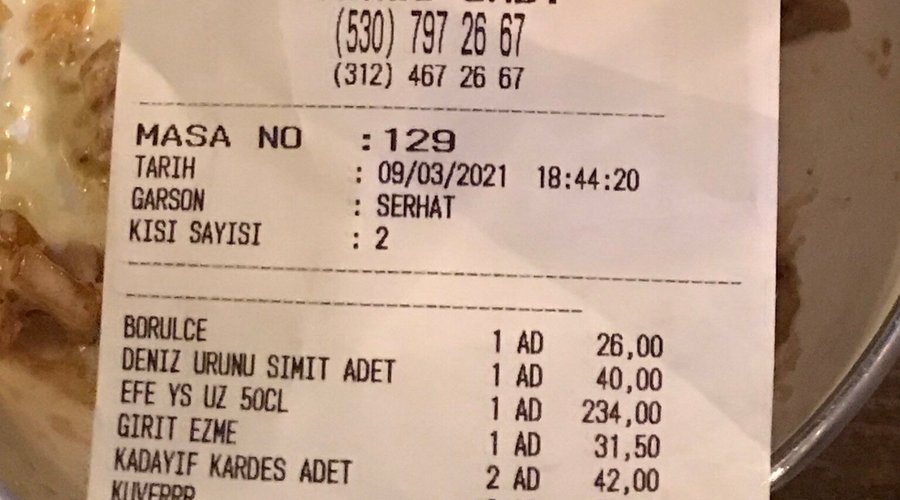 (530) 797 26 67
(312) 467 26 67
MASA NO :129
TARIH : 09/03/2021 18:44:20
GARSON : SERHAT
KISI SAYISI : 2
BORULCE 1 AD 26,00
DENIZ URUNU SIMIT ADET 1 AD 40,00
EFE YS UZ 50CL 1 AD 234,00
GIRIT EZME 1 AD 31,50
KADAYIF KARDES ADET 2 AD 42,00